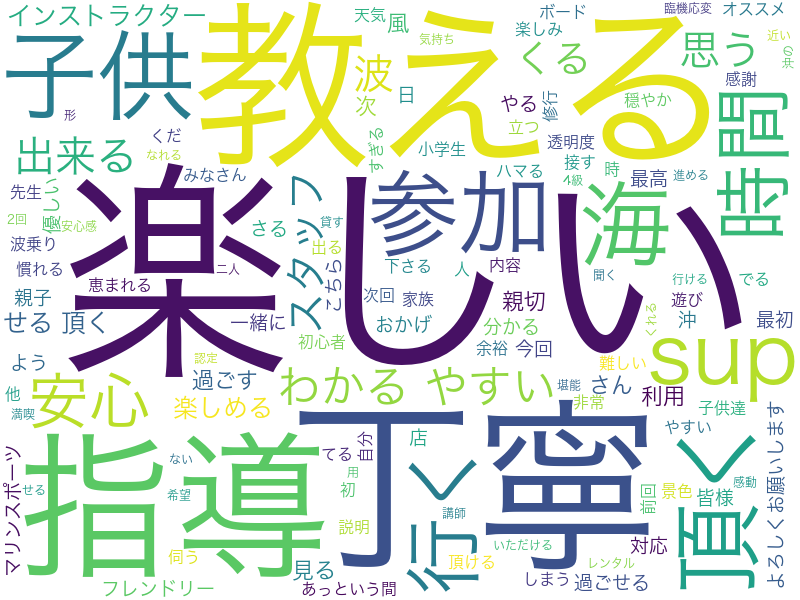 インストラクター
天気
風
気持ち
楽しみ
ボード
臨機応変
オススメ
近い
子供
教える
波
次
日
くる
思う
感謝
やる
修行
穏やか
立つ
透明度
形
くだ
なれる
出来る
みなさん
すぎる
小学生
ハマる
接す
時
最高
4級
進める
時間
先生
優しい
2回
安心感
波乗り
慣れる
恵まれる
さる
スタッフ
貸す
出る
二人
こちら
楽しい
参加
下さる
人
内容
海
聞く
行ける
でる
親子
せる
頂く
一緒に
初心者
おかげ
次回
家族
親切
分かる
余裕
今回
くれる
遊び
沖
最初
よう
認定
過ごす
わかる
やすい
堪能
難しい
sup
他
満喫
安心
楽しめる
さん
利用
非常
子供達
やすい
マリンスポーツ
指導
丁寧
ない
せる
希望
てる
自分
店
用
初
説明
伺う
行く
講師
頂ける
いただける
レンタル
前回
景色
皆様
感動
頂く
よろしくお願いします
対応
フレンドリー
見る
あっという間
しまう
過ごせる